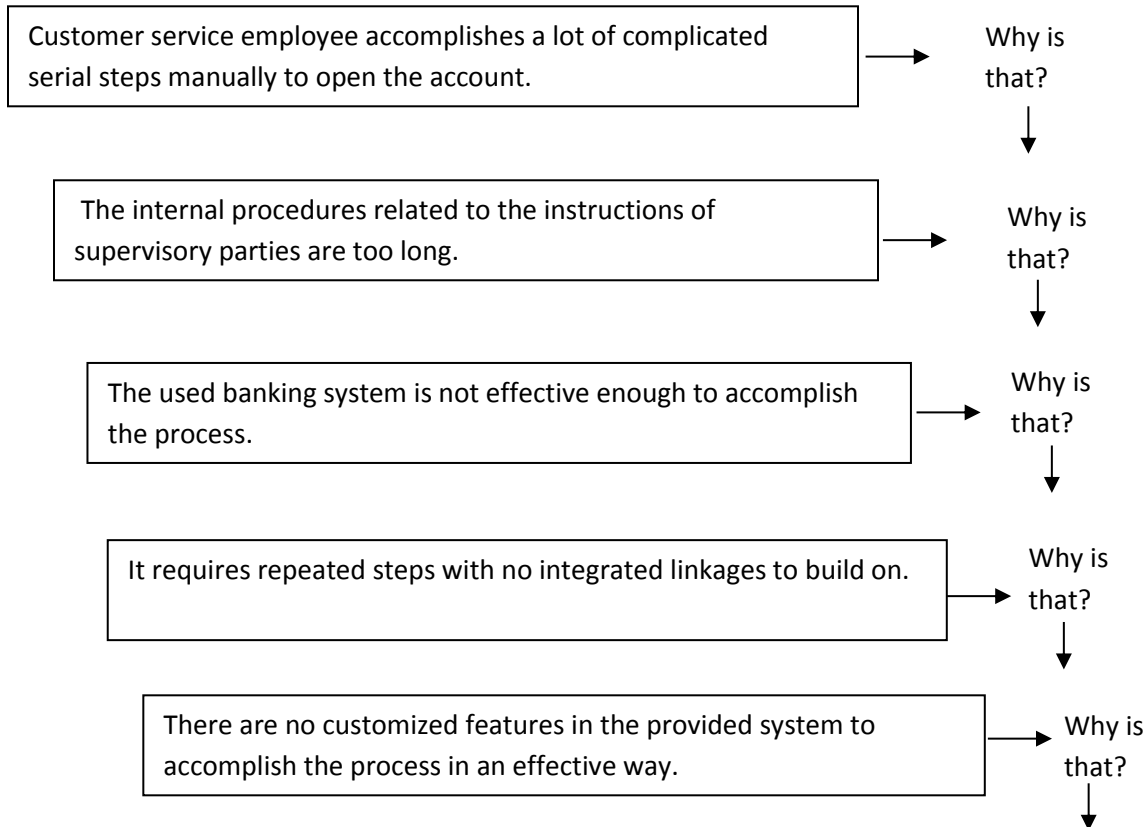 Customer service employee accomplishes a lot of complicated
serial steps manually to open the account.
Why is
that?
The internal procedures related to the instructions of
supervisory parties are too long.
Why is
that?
The used banking system is not effective enough to accomplish
the process.
Why is
that?
It requires repeated steps with no integrated linkages to build on.
Why is
that?
There are no customized features in the provided system to
accomplish the process in an effective way.
Why is
that?